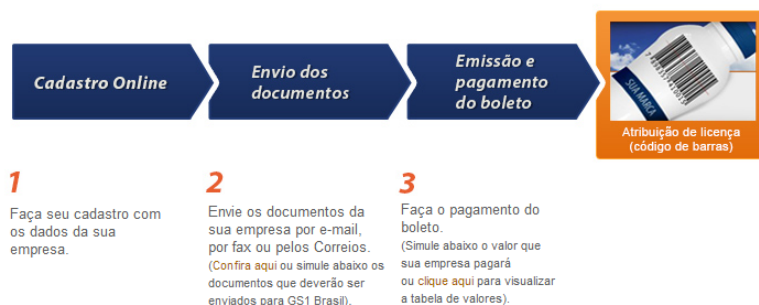 Cadastro Online
Envio dos
documentos
Emissão e
pagamento
do boleto
SUA MARCA
Atribuição de licença
(código de barras)
1
Faça seu cadastro com
os dados da sua
empresa.
2
Envie os documentos da
sua empresa por e-mail,
por fax ou pelos Correios.
(Confira aqui ou simule abaixo os
documentos que deverão ser
enviados para GS1 Brasil).
3
Faça o pagamento do
boleto.
(Simule abaixo o valor que
sua empresa pagará
ou clique aqui para visualizar
a tabela de valores).